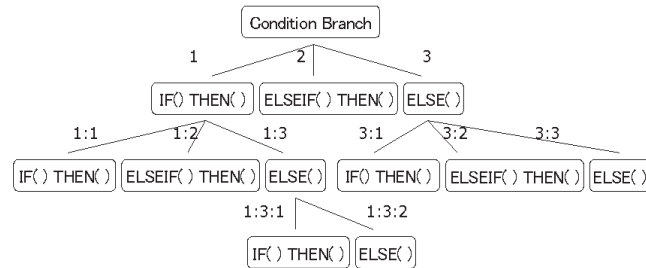 Condition Branch
1 2 3
IF() THEN( ) ELSEIF( ) THEN( ) ELSE( )
1:1 1:2 1:3 3:1 3:2 3:3
IF( ) THEN( ) ELSEIF( ) THEN( ) ELSE( ) IF( ) THEN( ) ELSEIF( ) THEN( ) ELSE( )
1:3:1 1:3:2
IF( ) THEN( ) ELSE( )